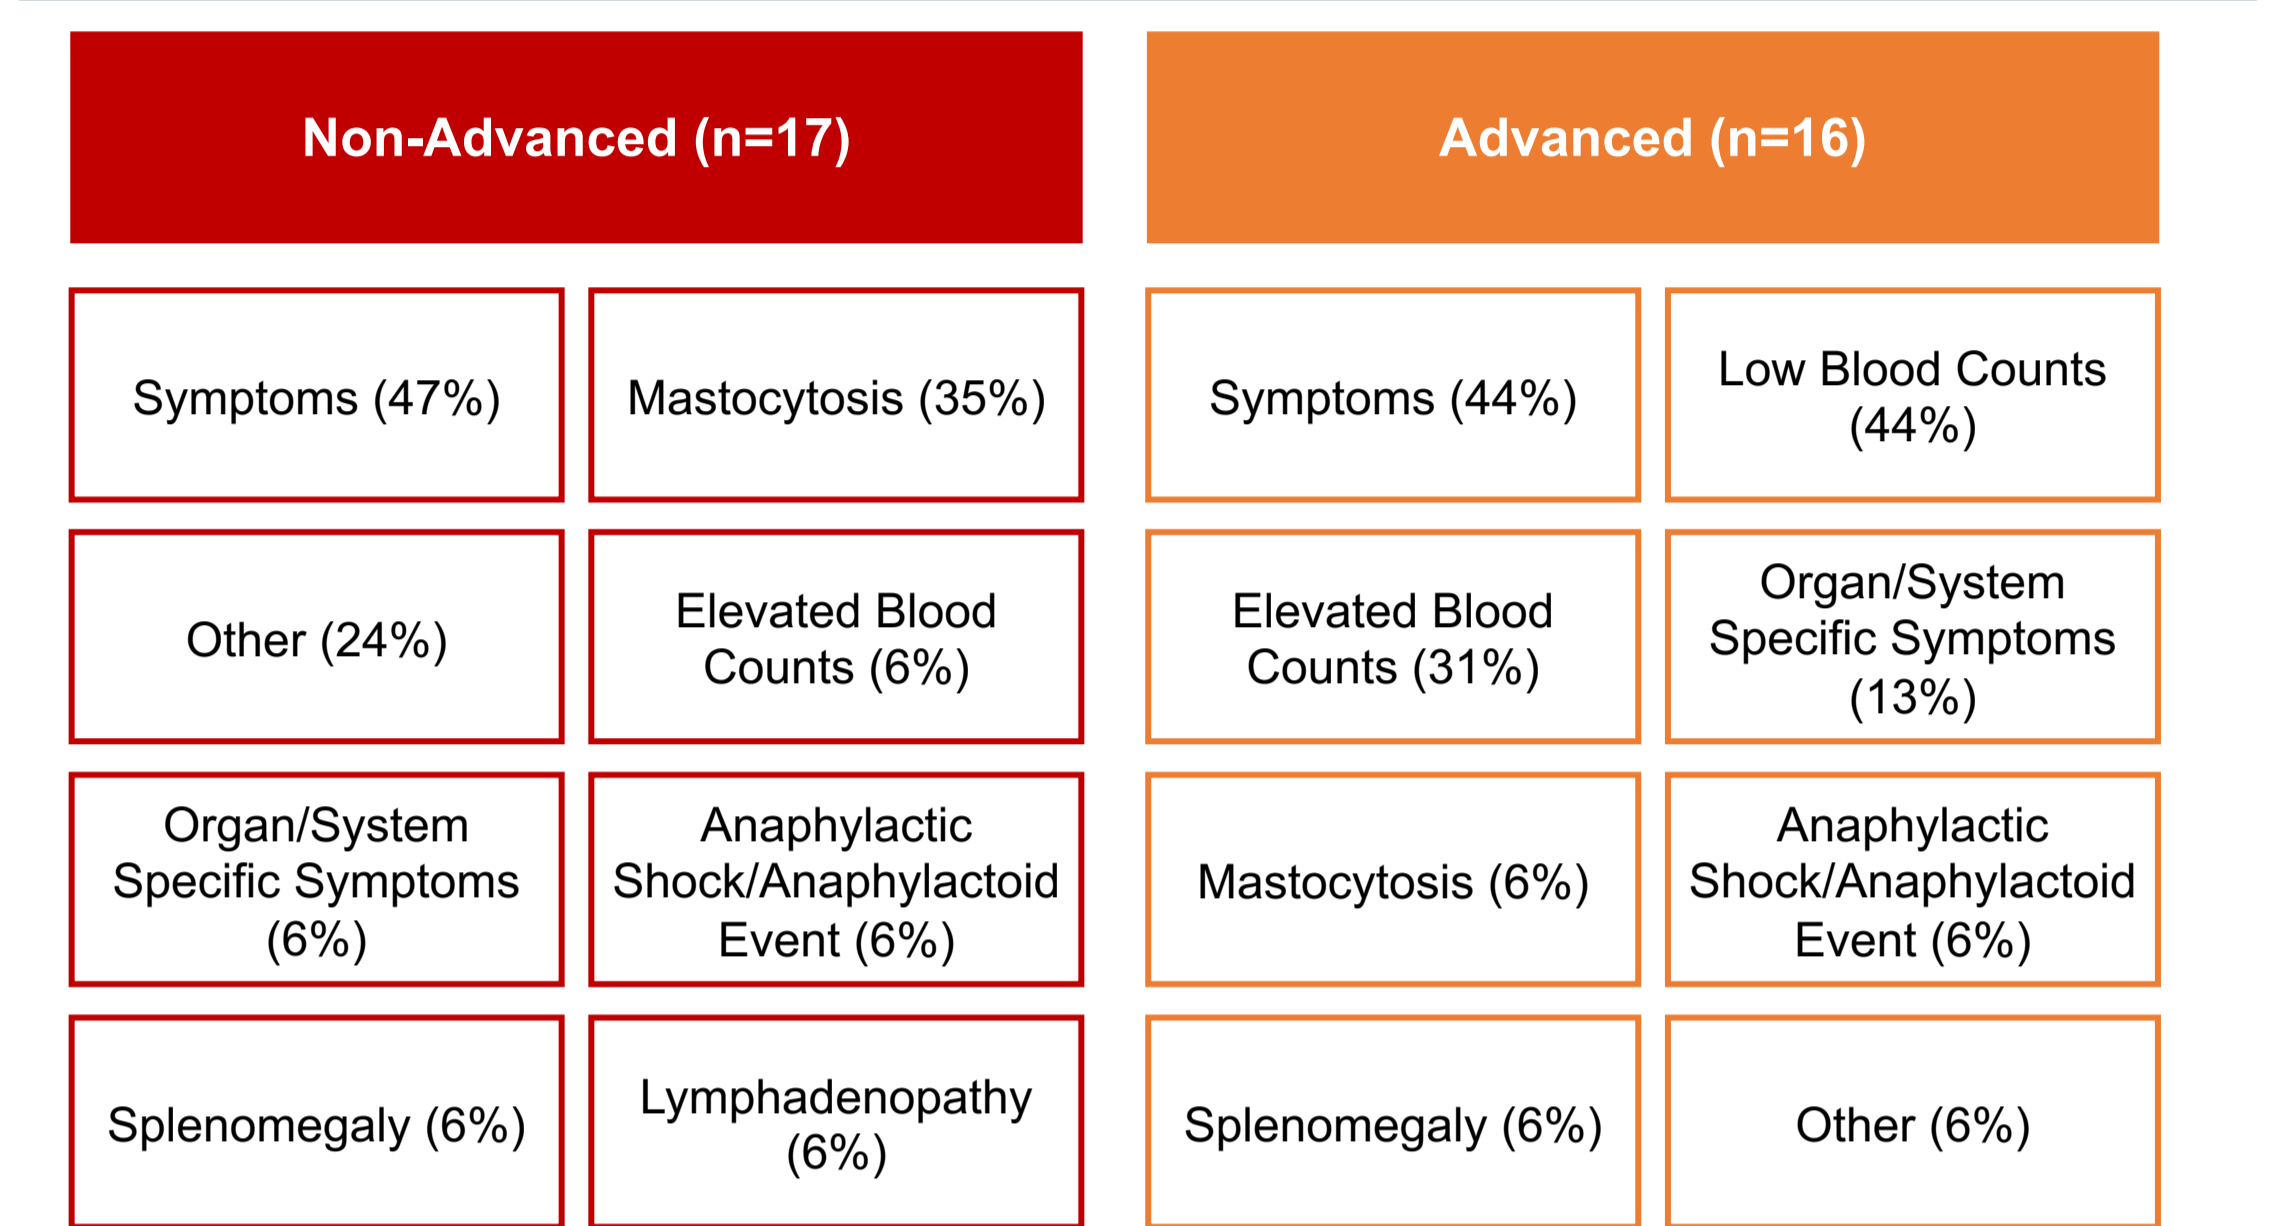 Non-Advanced (n=17)
Symptoms (47%)
Mastocytosis (35%)
Other (24%)
Elevated Blood
Counts (6%)
Organ/System
Specific Symptoms
(6%)
Anaphylactic
Shock/Anaphylactoid
Event (6%)
Splenomegaly (6%)
Lymphadenopathy
(6%)
Advanced (n=16)
Symptoms (44%)
Low Blood Counts
(44%)
Elevated Blood
Counts (31%)
Organ/System
Specific Symptoms
(13%)
Mastocytosis (6%)
Anaphylactic
Shock/Anaphylactoid
Event (6%)
Splenomegaly (6%)
Other (6%)